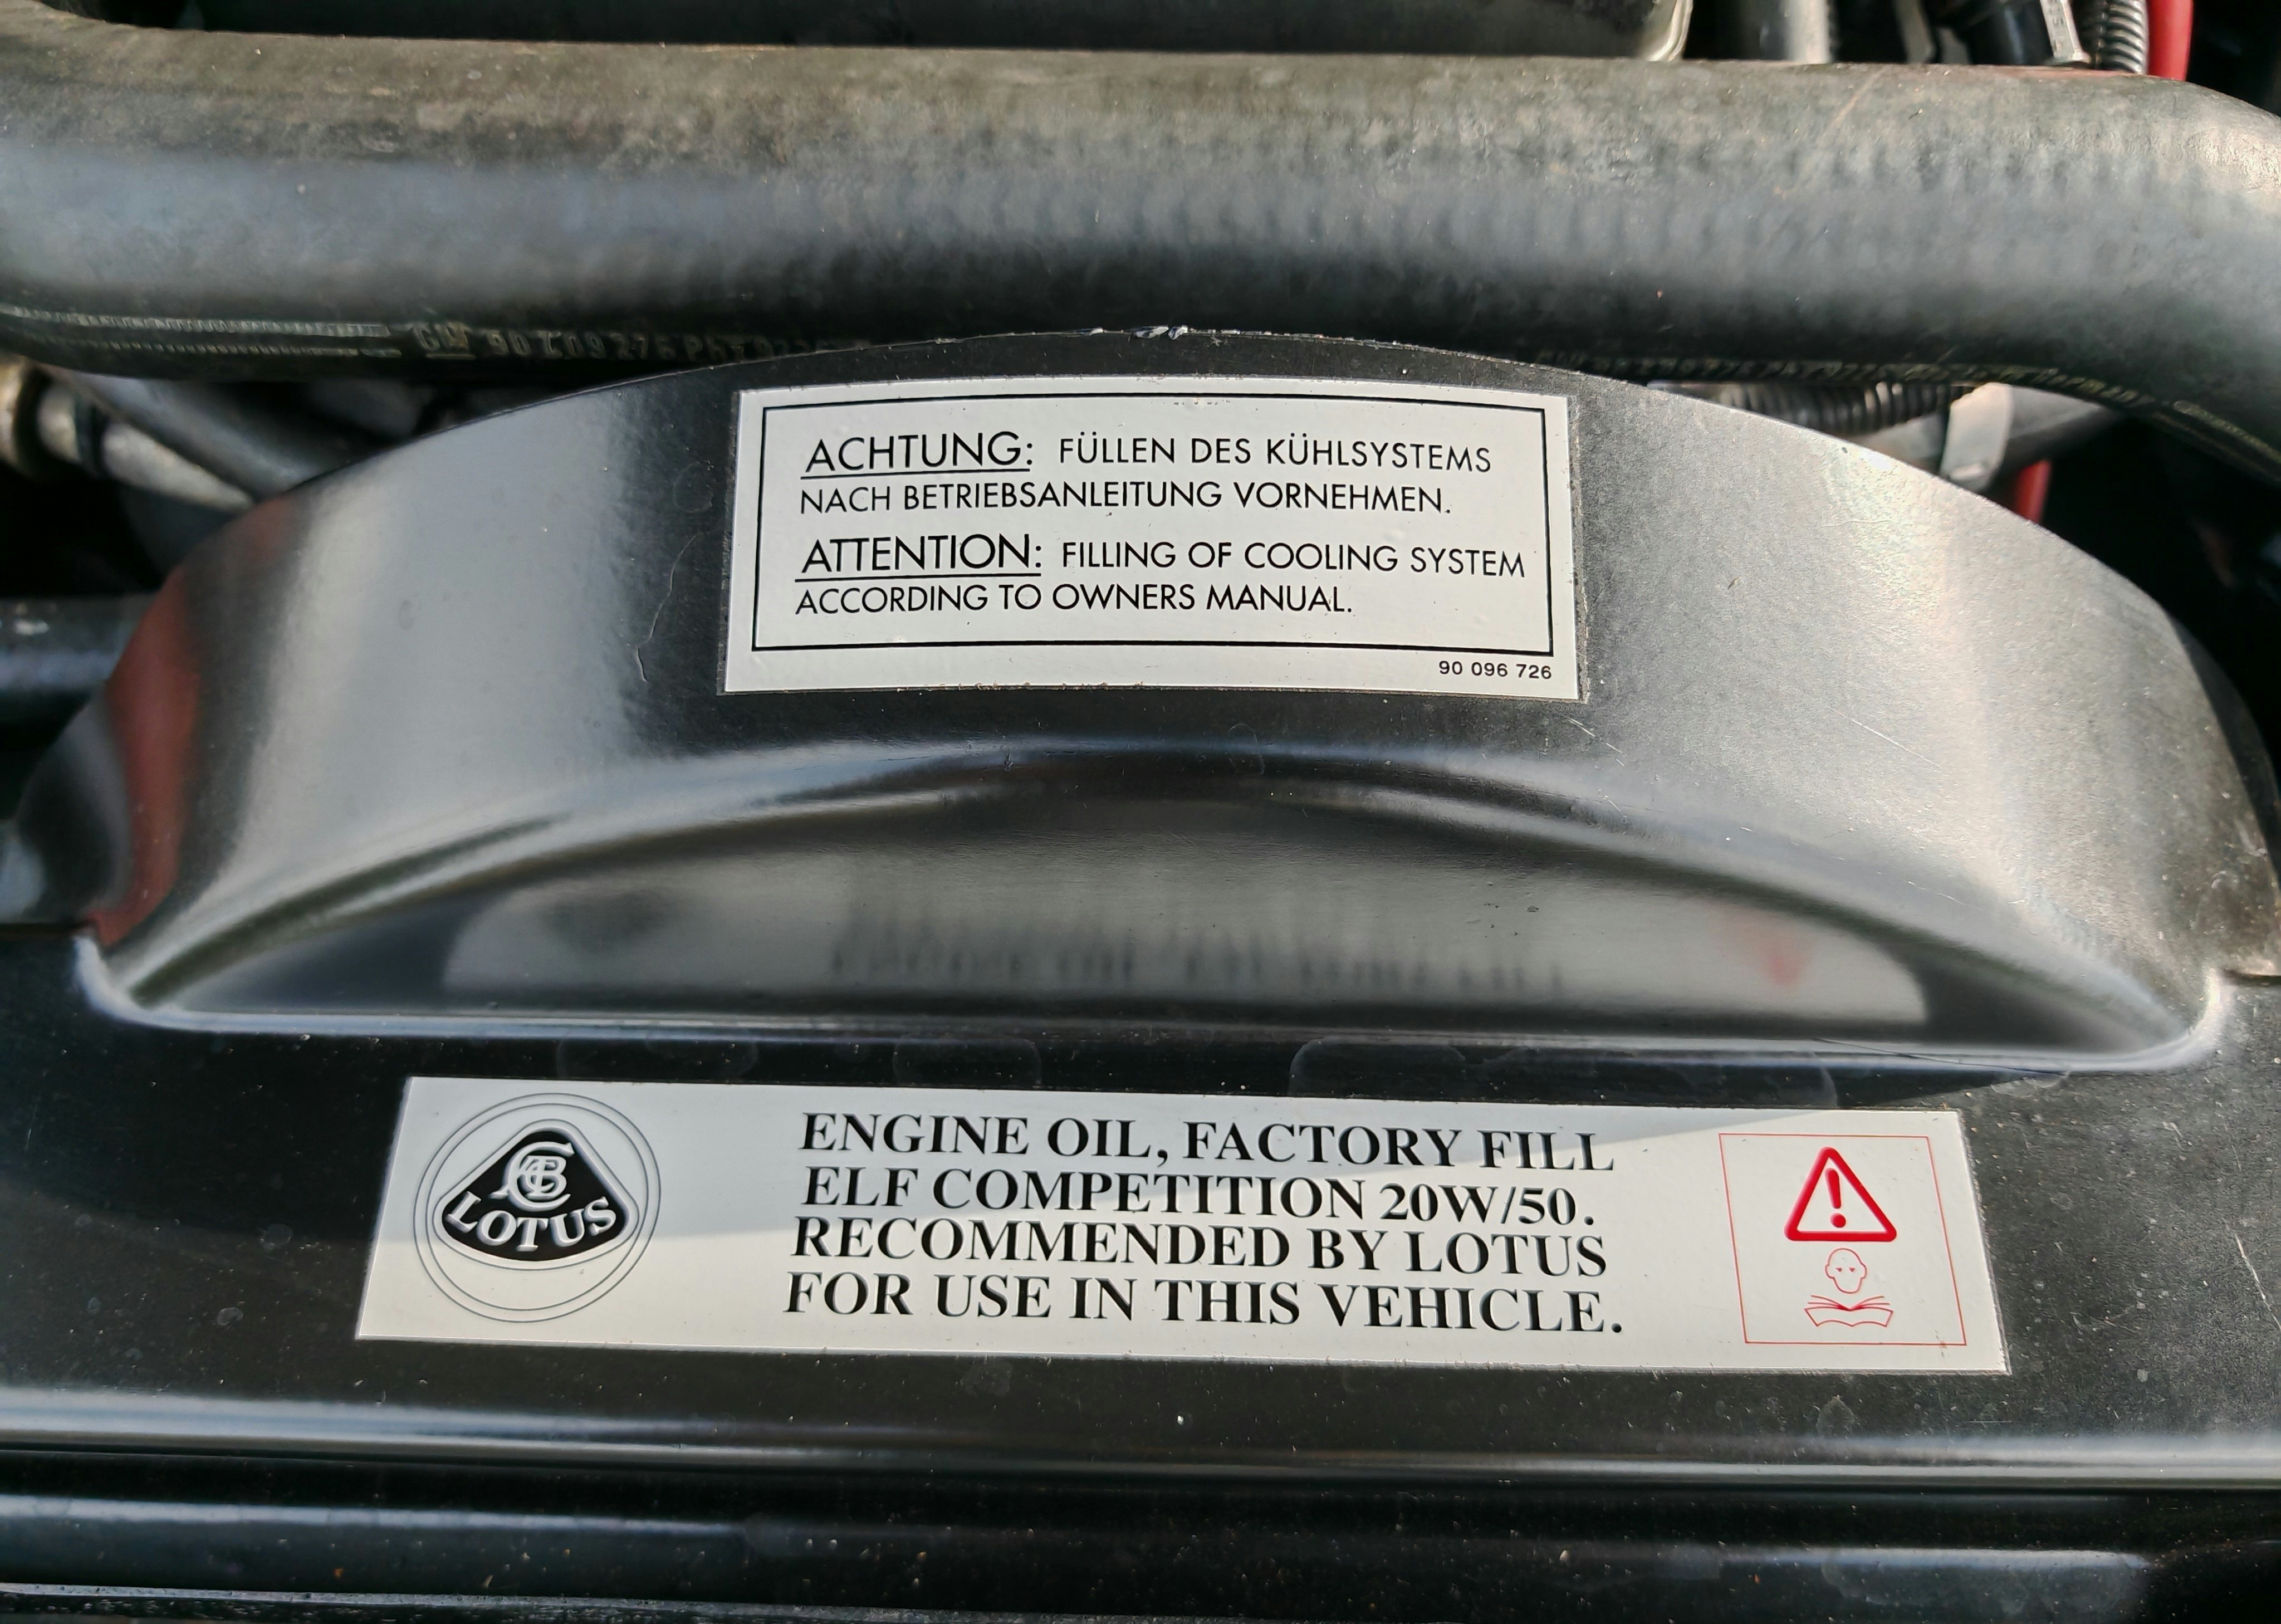 ACHTUNG: FÜLLEN DES KÜHLSYSTEMS
NACH BETRIEBSANLEITUNG VORNEHMEN.
ATTENTION: FILLING OF COOLING SYSTEM
ACCORDING TO OWNERS MANUAL.
90 096 726
LOTUS
ENGINE OIL, FACTORY FILL
ELF COMPETITION 20W/50.
RECOMMENDED BY LOTUS
FOR USE IN THIS VEHICLE.